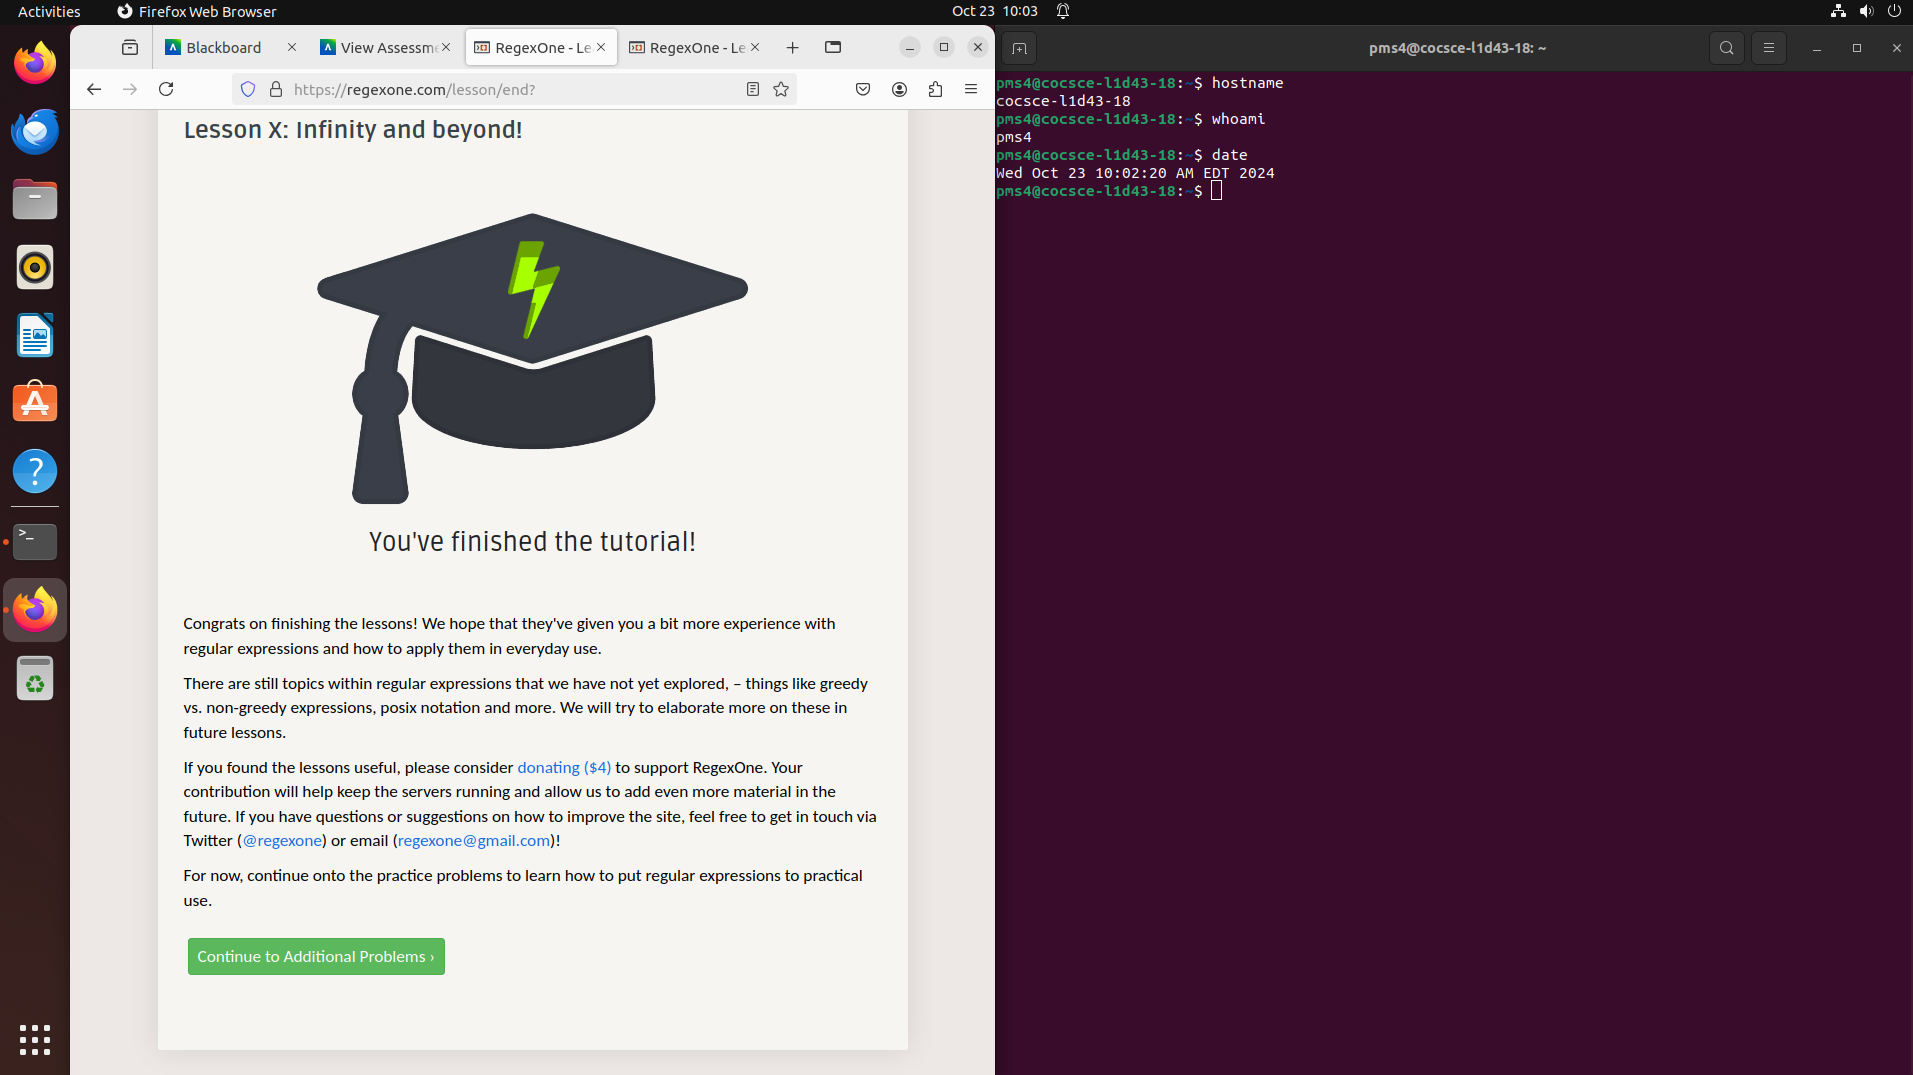 Activities
Firefox Web Browser
Oct 23 10:03
Blackboard
View Assessm
RegexOne - Le
RegexOne - Le
pms4@cocsce-l1d43-18: ~
https://regexone.com/lesson/end?
Lesson X: Infinity and beyond!
You've finished the tutorial!
Congrats on finishing the lessons! We hope that they've given you a bit more experience with
regular expressions and how to apply them in everyday use.
There are still topics within regular expressions that we have not yet explored, – things like greedy
vs. non-greedy expressions, posix notation and more. We will try to elaborate more on these in
future lessons.
If you found the lessons useful, please consider donating ($4) to support RegexOne. Your
contribution will help keep the servers running and allow us to add even more material in the
future. If you have questions or suggestions on how to improve the site, feel free to get in touch via
Twitter (@regexone) or email (regexone@gmail.com)!
For now, continue onto the practice problems to learn how to put regular expressions to practical
use.
Continue to Additional Problems ›
pms4@cocsce-l1d43-18:~$ hostname
cocsce-l1d43-18
pms4@cocsce-l1d43-18:~$ whoami
pms4
pms4@cocsce-l1d43-18:~$ date
Wed Oct 23 10:02:20 AM EDT 2024
pms4@cocsce-l1d43-18:~$